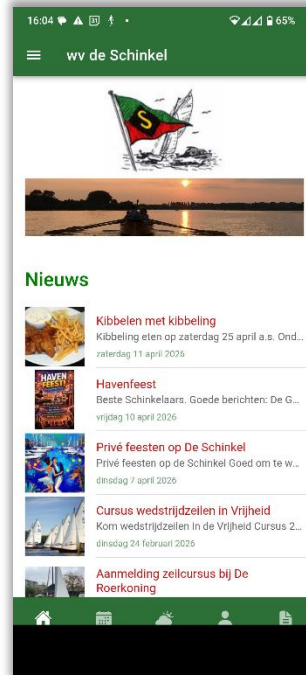 16:04
31
65%
wv de Schinkel
S
Nieuws
Kibbelen met kibbeling
Kibbeling eten op zaterdag 25 april a.s. Ond...
zaterdag 11 april 2026
HAVEN
FEEST!
Havenfeest
Beste Schinkelaars. Goede berichten: De G...
vrijdag 10 april 2026
Privé feesten op De Schinkel
Privé feesten op de Schinkel Goed om te w...
dinsdag 7 april 2026
Cursus wedstrijdzeilen in Vrijheid
Kom wedstrijdzeilen in de Vrijheid Cursus 2...
dinsdag 24 februari 2026
Aanmelding zeilcursus bij De
Roerkoning